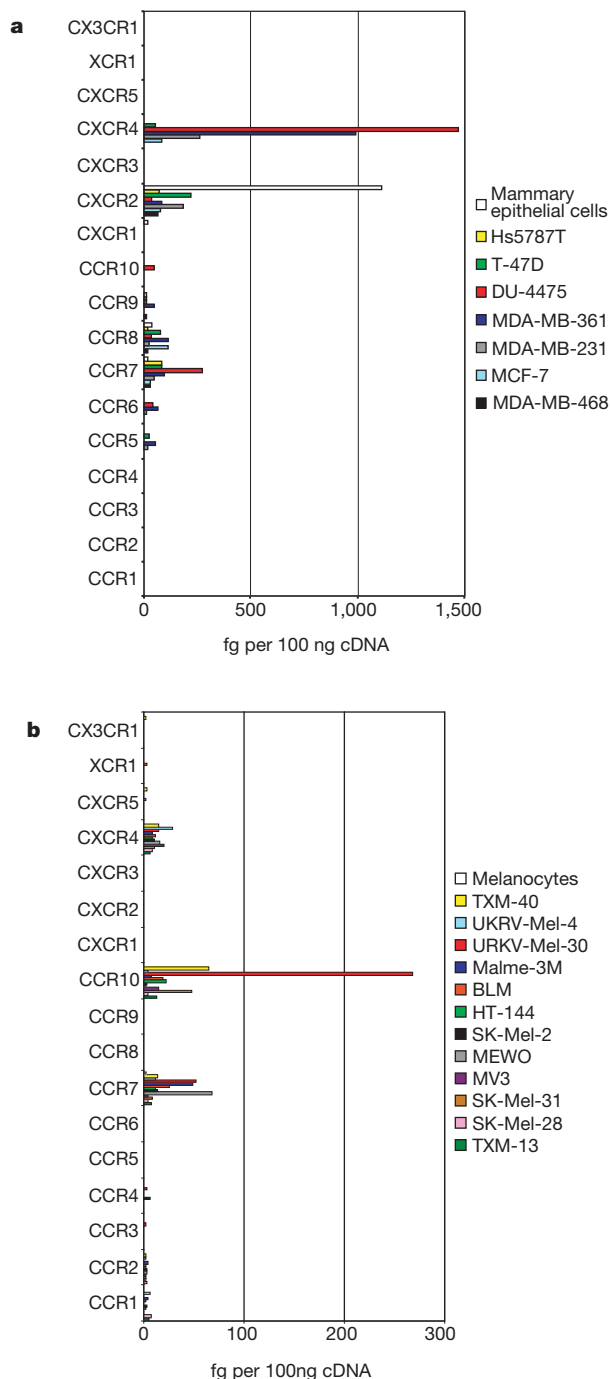 a
CX3CR1
XCR1
CXCR5
CXCR4
CXCR3
CXCR2
CXCR1
CCR10
CCR9
CCR8
CCR7
CCR6
CCR5
CCR4
CCR3
CCR2
CCR1
0 500 1,000 1,500
fg per 100 ng cDNA
Mammary
epithelial cells
Hs5787T
T-47D
DU-4475
MDA-MB-361
MDA-MB-231
MCF-7
MDA-MB-468
b
CX3CR1
XCR1
CXCR5
CXCR4
CXCR3
CXCR2
CXCR1
CCR10
CCR9
CCR8
CCR7
CCR6
CCR5
CCR4
CCR3
CCR2
CCR1
0 100 200 300
fg per 100ng cDNA
Melanocytes
TXM-40
UKRV-Mel-4
URKV-Mel-30
Malme-3M
BLM
HT-144
SK-Mel-2
MEWO
MV3
SK-Mel-31
SK-Mel-28
TXM-13